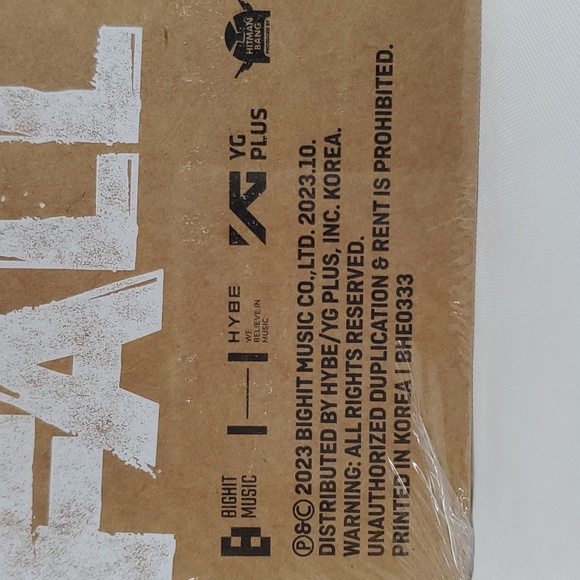 FALL
BIGHIT
MUSIC
HYBE
WE
BELIEVE IN
MUSIC
YG
PLUS
HITMAN
BANG
PRODUCED BY
Ⓟ&© 2023 BIGHIT MUSIC CO.,LTD. 2023.10.
DISTRIBUTED BY HYBE/YG PLUS, INC. KOREA.
WARNING: ALL RIGHTS RESERVED.
UNAUTHORIZED DUPLICATION & RENT IS PROHIBITED.
PRINTED IN KOREA | BHE0333